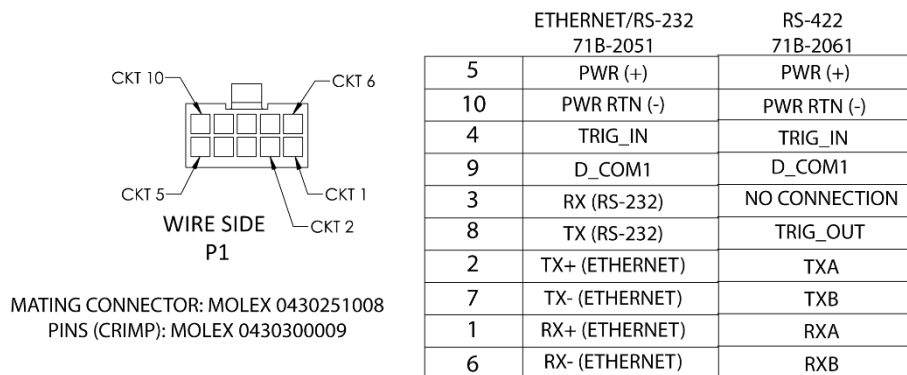 CKT 10
CKT 6
CKT 5
CKT 1
CKT 2
WIRE SIDE
P1
MATING CONNECTOR: MOLEX 0430251008
PINS (CRIMP): MOLEX 0430300009
ETHERNET/RS-232 RS-422
71B-2051 71B-2061
5 PWR (+) PWR (+)
10 PWR RTN (-) PWR RTN (-)
4 TRIG_IN TRIG_IN
9 D_COM1 D_COM1
3 RX (RS-232) NO CONNECTION
8 TX (RS-232) TRIG_OUT
2 TX+ (ETHERNET) TXA
7 TX- (ETHERNET) TXB
1 RX+ (ETHERNET) RXA
6 RX- (ETHERNET) RXB